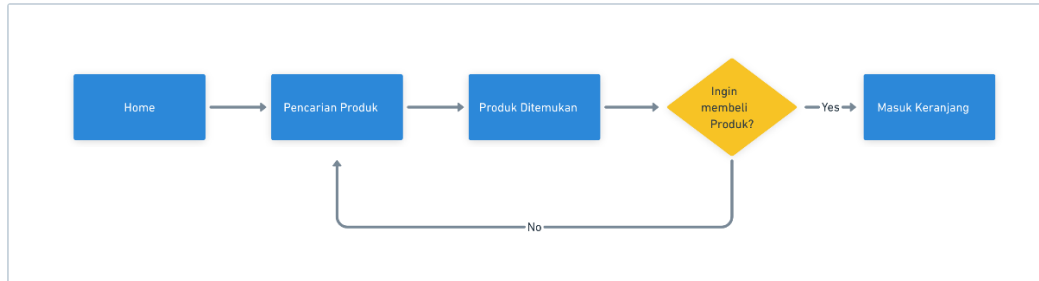 Home
Pencarian Produk
Produk Ditemukan
Ingin
membeli
Produk?
Yes
Masuk Keranjang
No